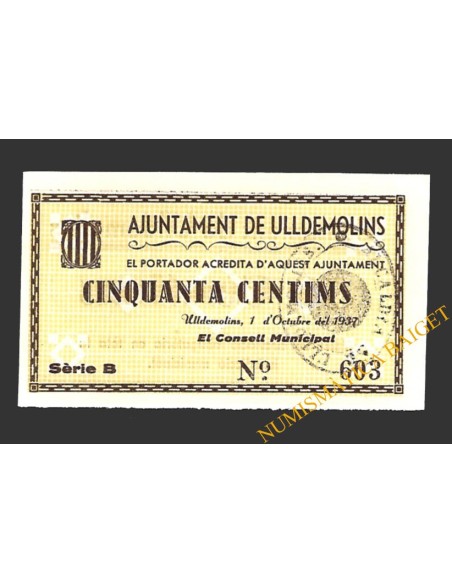 AJUNTAMENT DE ULLDEMOLINS
EL PORTADOR ACREDITA D'AQUEST AJUNTAMENT
CINQUANTA CENTIMS
Ulldemolins, 1 d'Octubre del 1937
El Consell Municipal
Sèrie B Nº 603
NUMISMATICA BAIGET